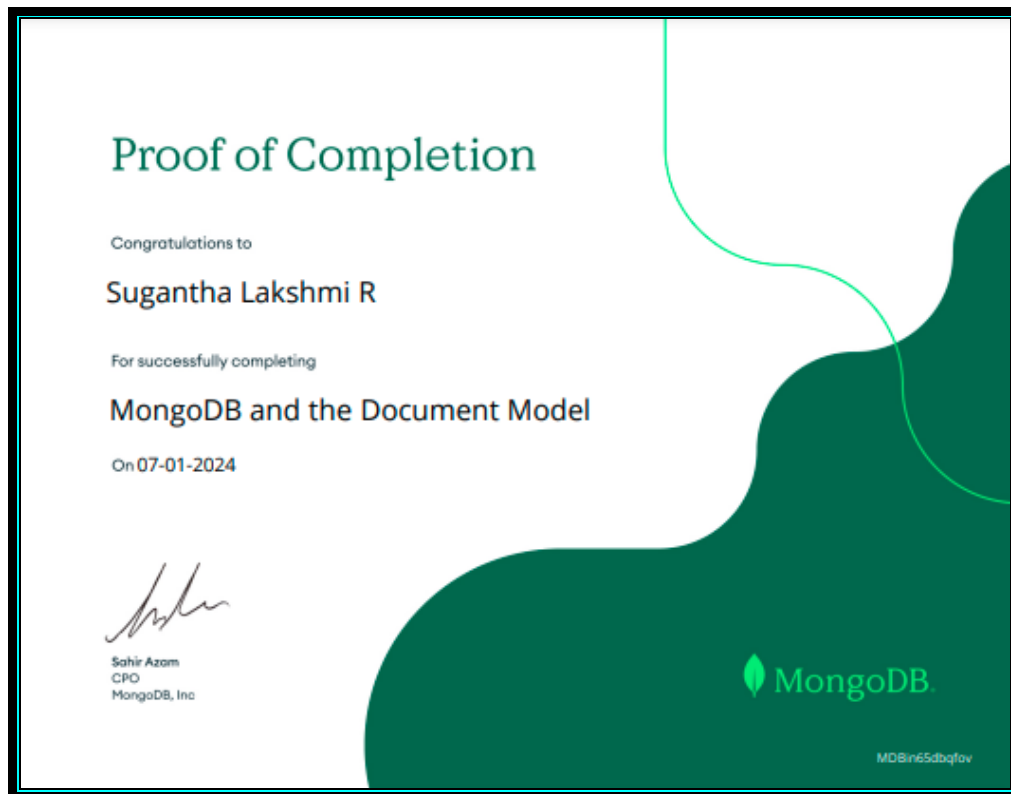 Proof of Completion
Congratulations to
Sugantha Lakshmi R
For successfully completing
MongoDB and the Document Model
On 07-01-2024
Sahir Azam
CPO
MongoDB, Inc
MongoDB.
MDBin65dbqfov